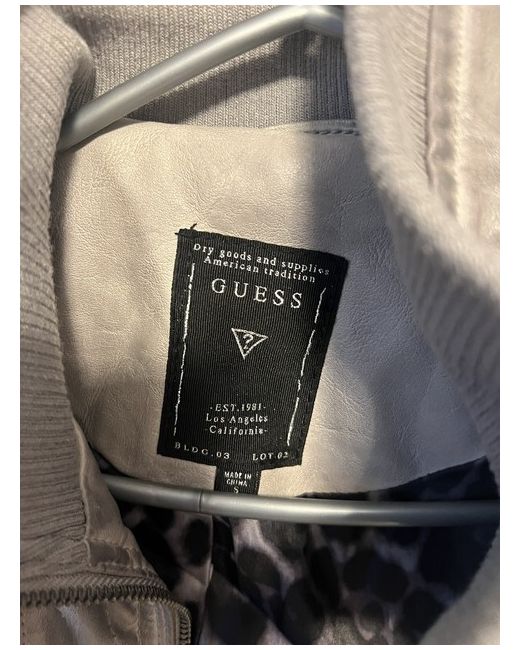 Dry goods and supplies
American tradition
GUESS
?
-EST.1981-
Los Angeles
-California-
BLDG.03 LOT 02
MADE IN
CHINA
S